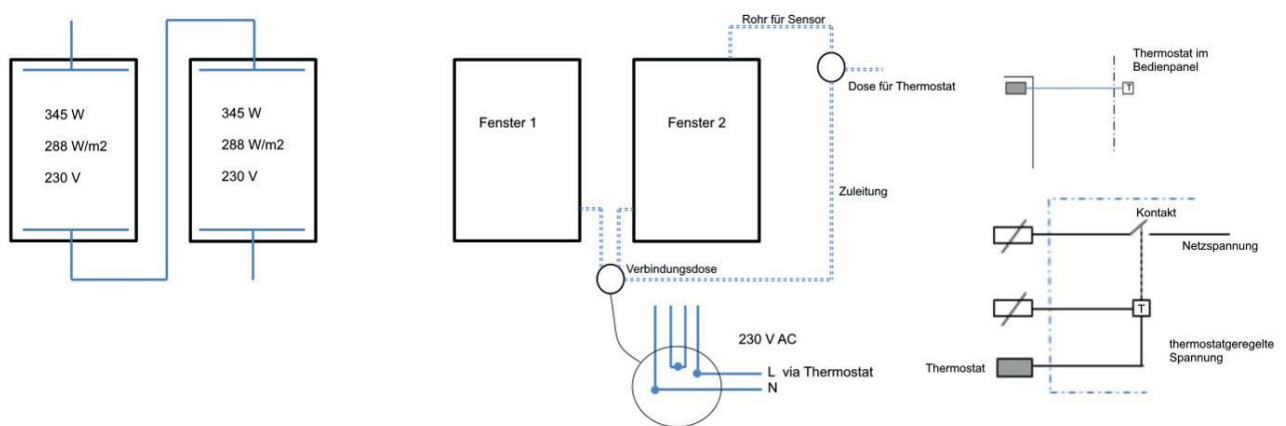 345 W
288 W/m2
230 V
345 W
288 W/m2
230 V
Rohr für Sensor
Dose für Thermostat
Fenster 1
Fenster 2
Zuleitung
Verbindungsdose
230 V AC
L via Thermostat
N
Thermostat im
Bedienpanel
T
Kontakt
Netzspannung
T
thermostatgeregelte
Spannung
Thermostat